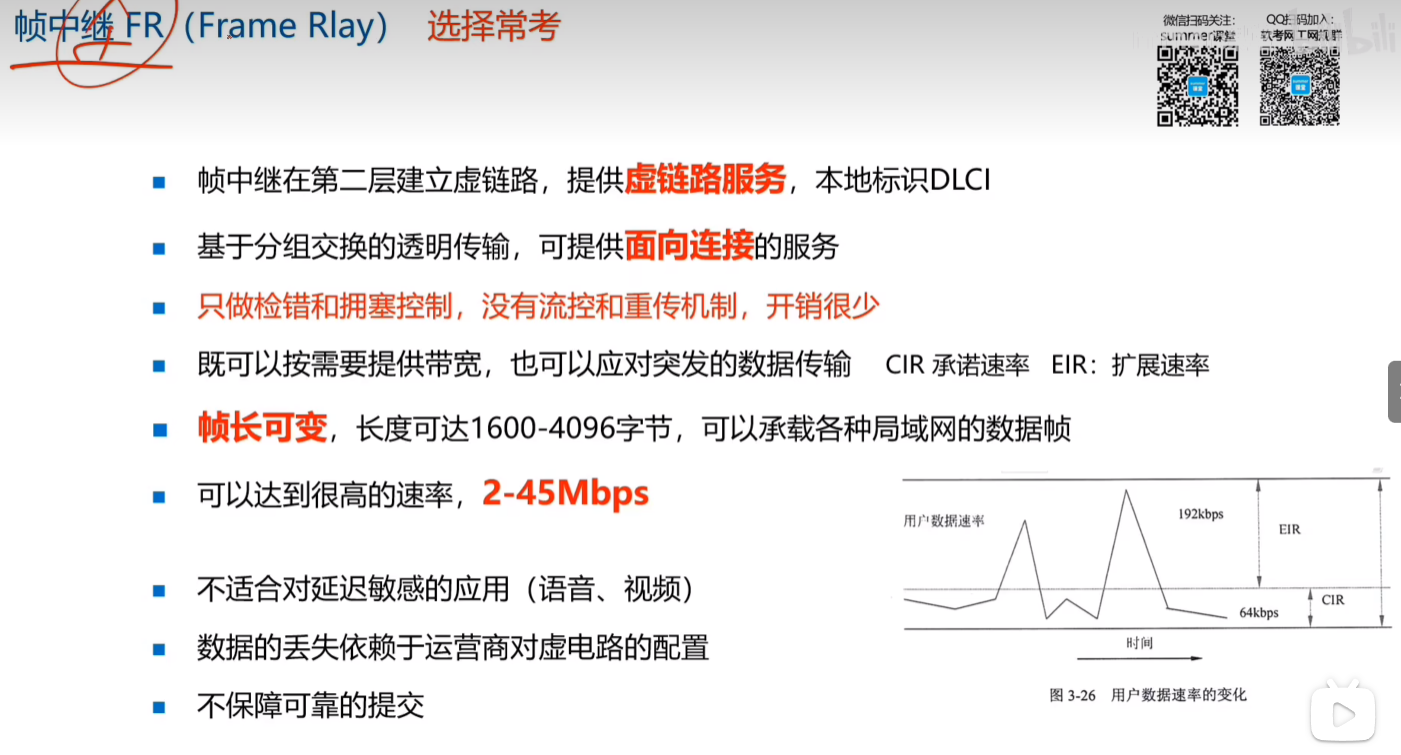 帧中继 FR（Frame Rlay） 选择常考
微信扫码关注：
summer课堂
QQ扫码加入：
软考网工网规群
帧中继在第二层建立虚链路，提供虚链路服务，本地标识DLCI
基于分组交换的透明传输，可提供面向连接的服务
只做检错和拥塞控制，没有流控和重传机制，开销很少
既可以按需要提供带宽，也可以应对突发的数据传输 CIR 承诺速率 EIR：扩展速率
帧长可变，长度可达1600-4096字节，可以承载各种局域网的数据帧
可以达到很高的速率，2-45Mbps
不适合对延迟敏感的应用（语音、视频）
数据的丢失依赖于运营商对虚电路的配置
不保障可靠的提交
用户数据速率
192kbps
EIR
CIR
64kbps
时间
图 3-26 用户数据速率的变化